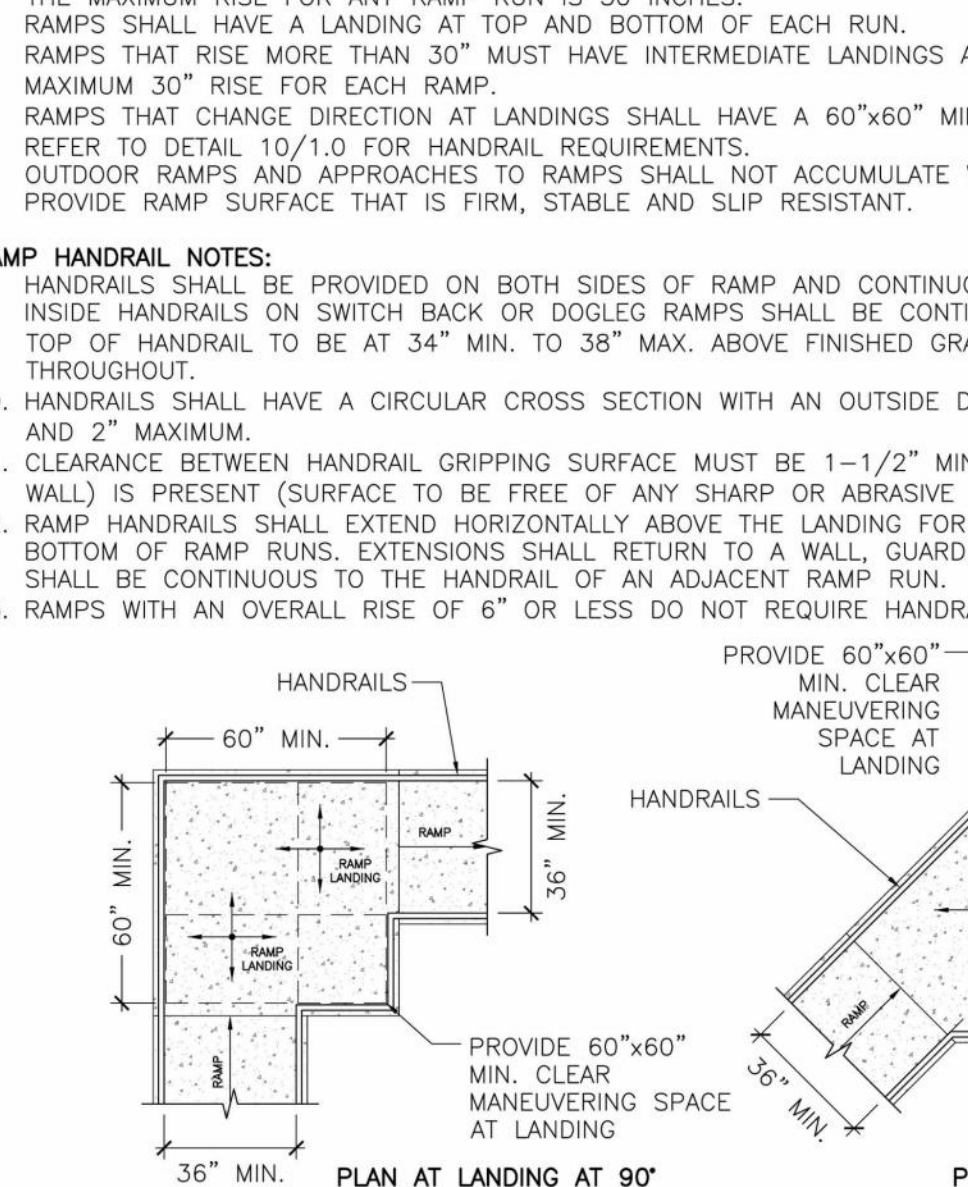 THE MAXIMUM RISE FOR ANY RAMP RUN IS 30 INCHES.
RAMPS SHALL HAVE A LANDING AT TOP AND BOTTOM OF EACH RUN.
RAMPS THAT RISE MORE THAN 30" MUST HAVE INTERMEDIATE LANDINGS
MAXIMUM 30" RISE FOR EACH RAMP.
RAMPS THAT CHANGE DIRECTION AT LANDINGS SHALL HAVE A 60"x60"
REFER TO DETAIL 10/1.0 FOR HANDRAIL REQUIREMENTS.
OUTDOOR RAMPS AND APPROACHES TO RAMPS SHALL NOT ACCUMULATE
PROVIDE RAMP SURFACE THAT IS FIRM, STABLE AND SLIP RESISTANT.
AMP HANDRAIL NOTES:
HANDRAILS SHALL BE PROVIDED ON BOTH SIDES OF RAMP AND
INSIDE HANDRAILS ON SWITCH BACK OR DOGLEG RAMPS SHALL BE
TOP OF HANDRAIL TO BE AT 34" MIN. TO 38" MAX. ABOVE FINISHED
THROUGHOUT.
. HANDRAILS SHALL HAVE A CIRCULAR CROSS SECTION WITH AN OUTSIDE
AND 2" MAXIMUM.
. CLEARANCE BETWEEN HANDRAIL GRIPPING SURFACE MUST BE 1-1/2" MIN
WALL) IS PRESENT (SURFACE TO BE FREE OF ANY SHARP OR ABRASIVE
. RAMP HANDRAILS SHALL EXTEND HORIZONTALLY ABOVE THE LANDING FOR
BOTTOM OF RAMP RUNS. EXTENSIONS SHALL RETURN TO A WALL, GUARD
SHALL BE CONTINUOUS TO THE HANDRAIL OF AN ADJACENT RAMP RUN.
. RAMPS WITH AN OVERALL RISE OF 6" OR LESS DO NOT REQUIRE
HANDRAILS
60" MIN.
60" MIN.
36" MIN.
RAMP
RAMP
LANDING
RAMP
LANDING
RAMP
36" MIN.
PROVIDE 60"x60"
MIN. CLEAR
MANEUVERING SPACE
AT LANDING
PLAN AT LANDING AT 90°
PROVIDE 60"x60"
MIN. CLEAR
MANEUVERING
SPACE AT
LANDING
HANDRAILS
RAMP
36" MIN.
P